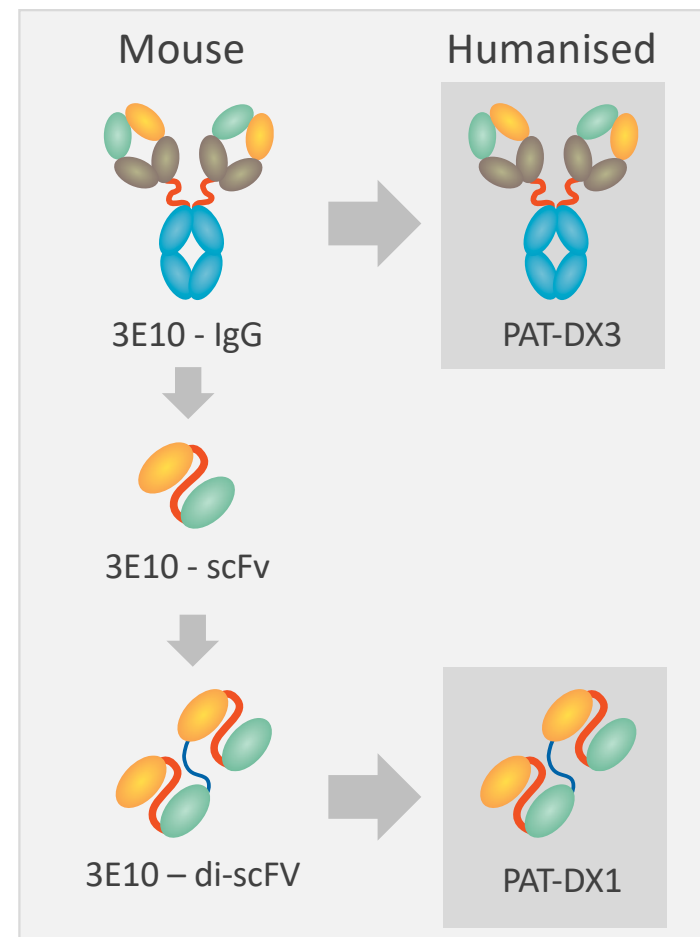 Mouse
Humanised
3E10 - IgG
PAT-DX3
3E10 - scFv
3E10 – di-scFV
PAT-DX1